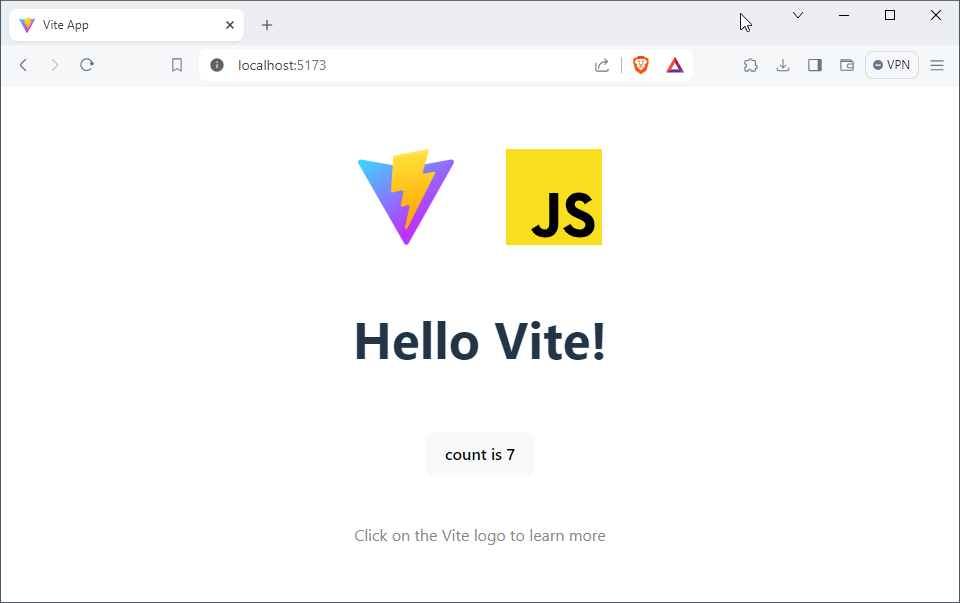 Vite App
localhost:5173
VPN
JS
Hello Vite!
count is 7
Click on the Vite logo to learn more